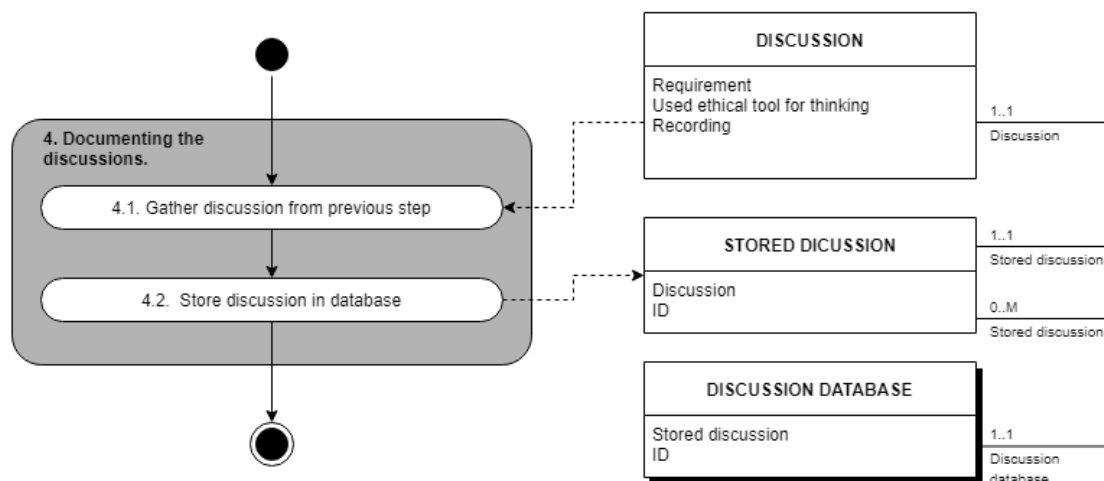 4. Documenting the
discussions.
4.1. Gather discussion from previous step
4.2. Store discussion in database
DISCUSSION
Requirement
Used ethical tool for thinking
Recording
1..1
Discussion
STORED DICUSSION
Discussion
ID
1..1
Stored discussion
0..M
Stored discussion
DISCUSSION DATABASE
Stored discussion
ID
1..1
Discussion
database